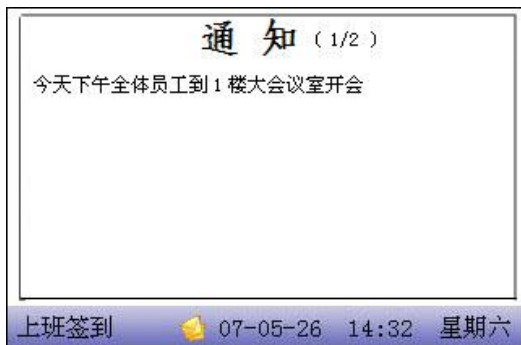 通 知 (1/2)
今天下午全体员工到1楼大会议室开会
上班签到 07-05-26 14:32 星期六